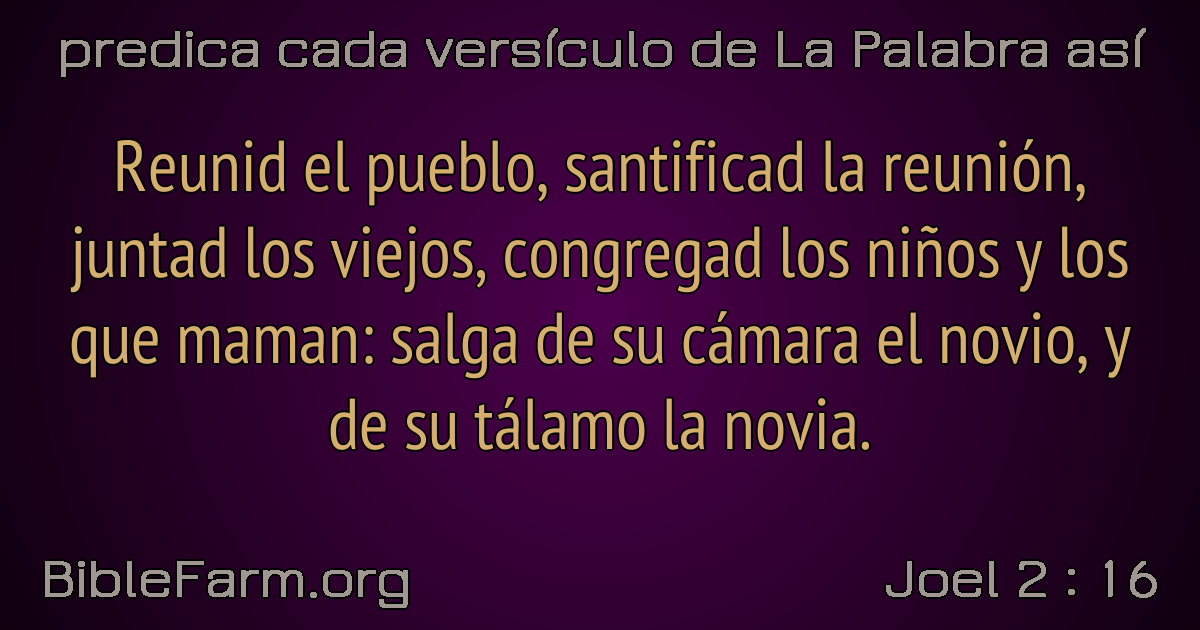 predica cada versículo de La Palabra así
Reunid el pueblo, santificad la reunión,
juntad los viejos, congregad los niños y los
que maman: salga de su cámara el novio, y
de su tálamo la novia.
BibleFarm.org
Joel 2 : 16